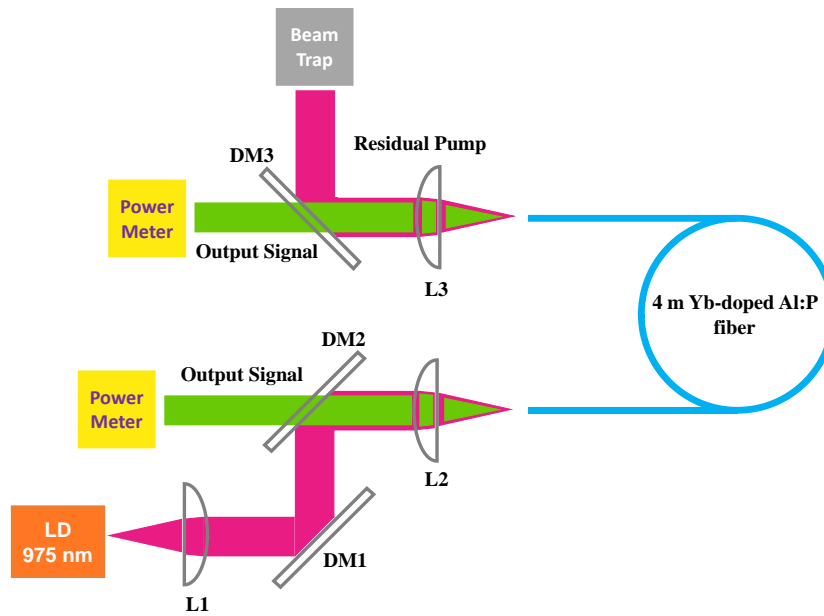 Beam
Trap
Residual Pump
DM3
Power
Meter
Output Signal
L3
4 m Yb-doped Al:P
fiber
DM2
Output Signal
Power
Meter
L2
LD
975 nm
DM1
L1